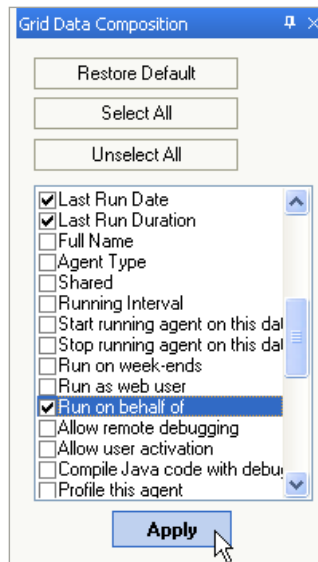 Grid Data Composition
Restore Default
Select All
Unselect All
Last Run Date
Last Run Duration
Full Name
Agent Type
Shared
Running Interval
Start running agent on this dat
Stop running agent on this dat
Run on week-ends
Run as web user
Run on behalf of
Allow remote debugging
Allow user activation
Compile Java code with debug
Profile this agent
Apply